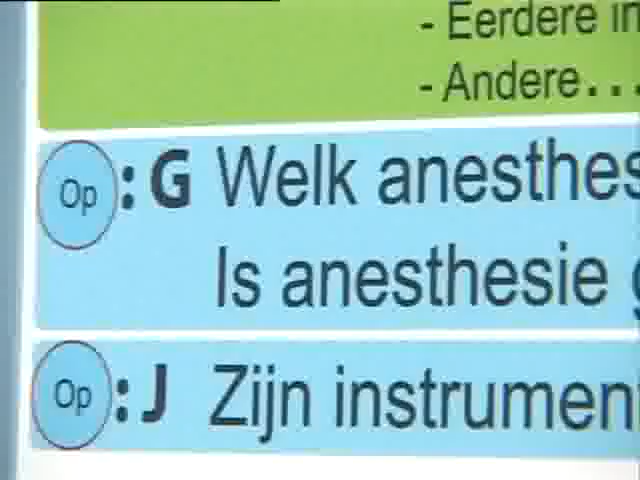 - Eerdere in
- Andere...
Op : G Welk anesthes
Is anesthesie
Op : J Zijn instrumen